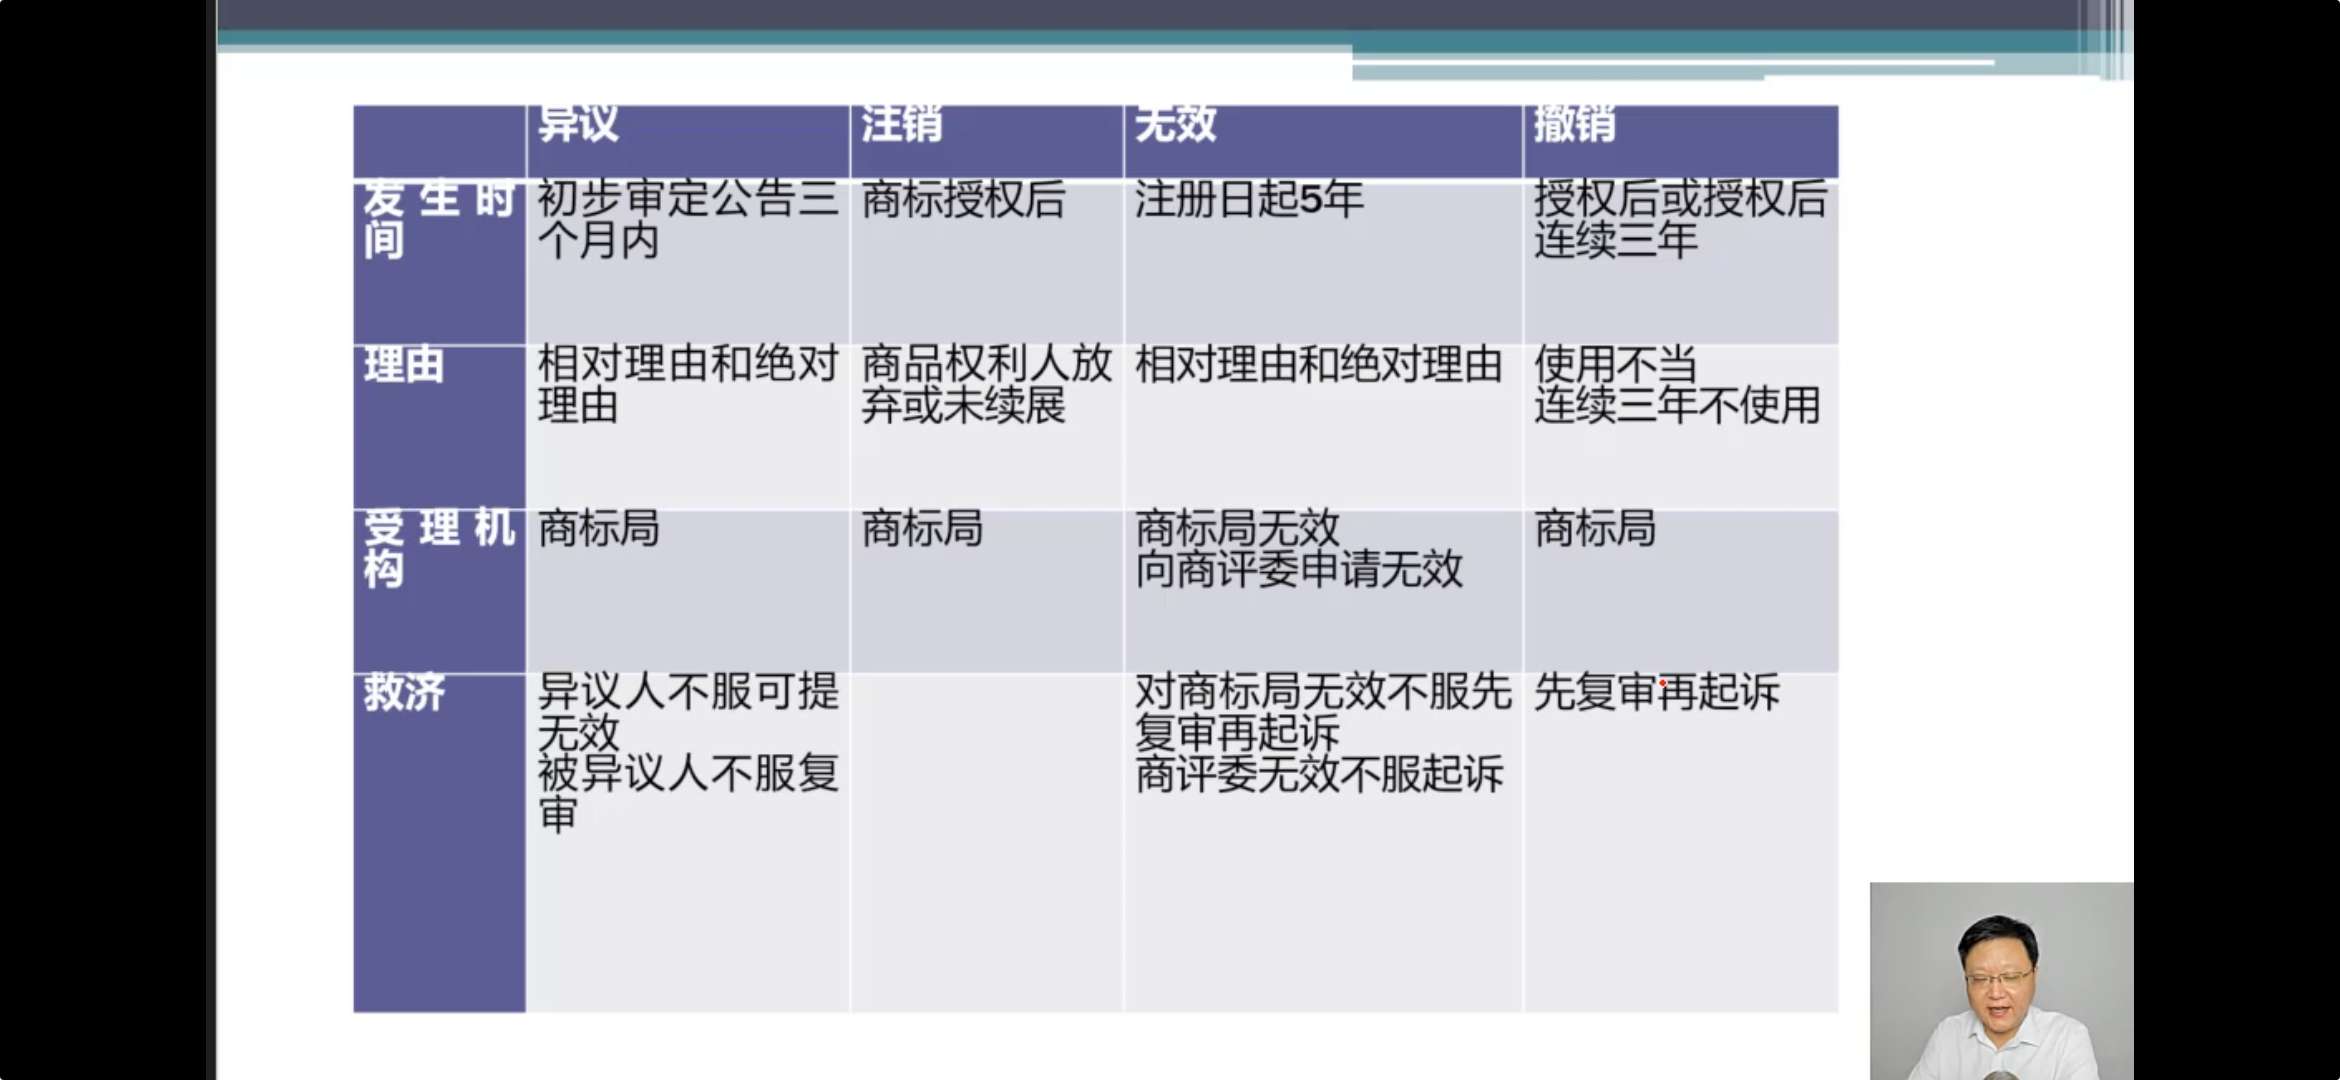 异议 注销 无效 撤销
发生时
间
初步审定公告三
个月内
商标授权后
注册日起5年
授权后或授权后
连续三年
理由
相对理由和绝对
理由
商品权利人放
弃或未续展
相对理由和绝对理由
使用不当
连续三年不使用
受理机
构
商标局
商标局
商标局无效
向商评委申请无效
商标局
救济
异议人不服可提
无效
被异议人不服复
审
对商标局无效不服先
复审再起诉
商评委无效不服起诉
先复审再起诉